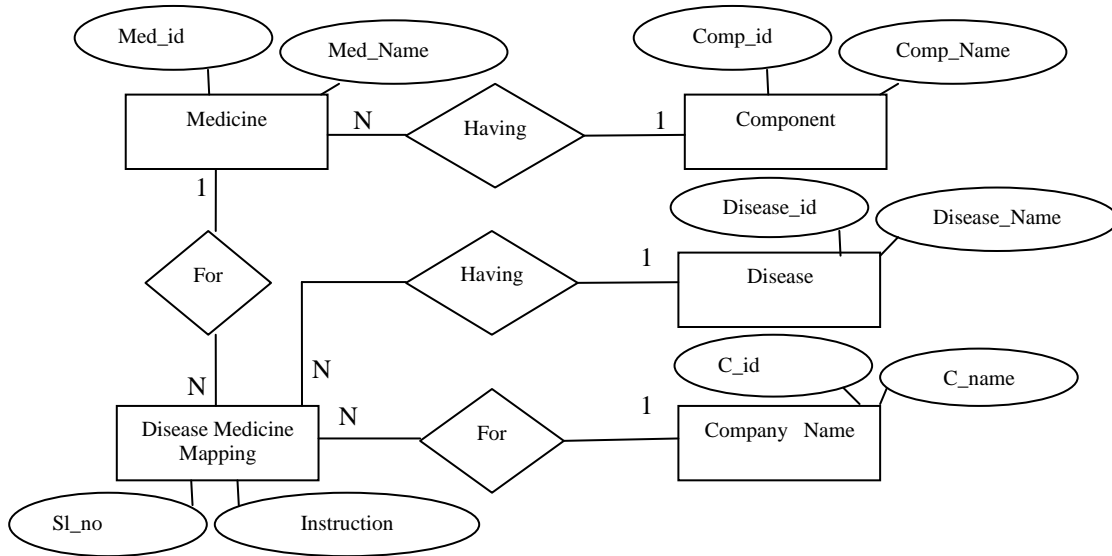 Med_id
Med_Name
Comp_id
Comp_Name
Medicine
N
Having
1
Component
1
Disease_id
Disease_Name
For
Having
1
Disease
N
N
C_id
C_name
Disease Medicine
Mapping
N
For
1
Company Name
Sl_no
Instruction